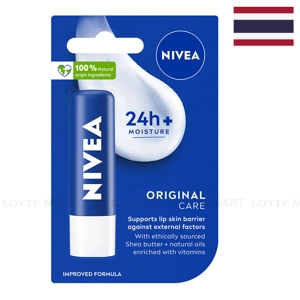 NIVEA
100% Natural
origin ingredients
24h+
MOISTURE
NIVEA
ORIGINAL
CARE
Supports lip skin barrier
against external factors
With ethically sourced
Shea butter + natural oils
enriched with vitamins
IMPROVED FORMULA